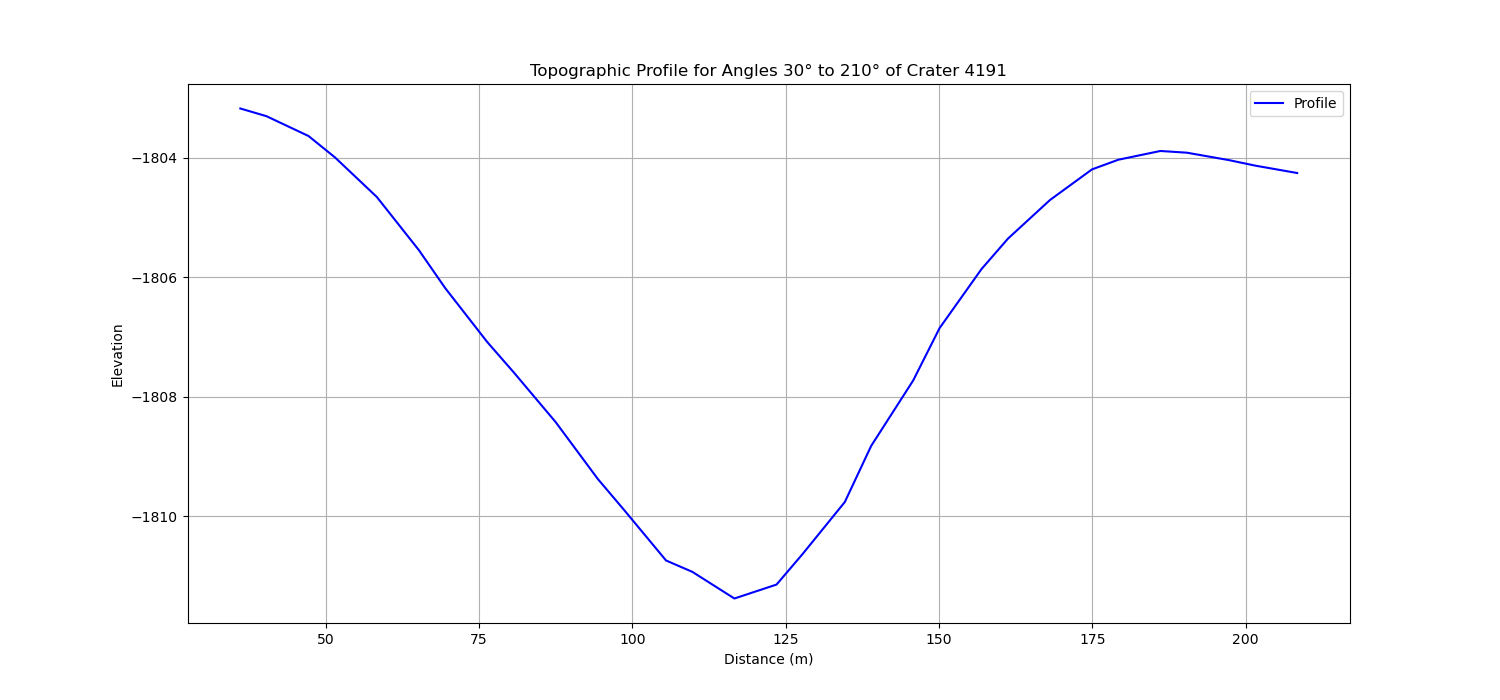 Topographic Profile for Angles 30° to 210° of Crater 4191
Profile
−1804
−1806
−1808
−1810
Elevation
50 75 100 125 150 175 200
Distance (m)